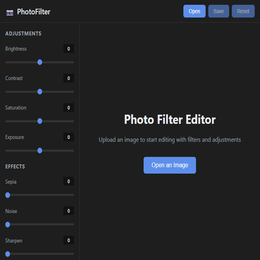 PhotoFilter
Open
Save
Reset
ADJUSTMENTS
Brightness
0
Contrast
0
Saturation
0
Exposure
0
EFFECTS
Sepia
0
Noise
0
Sharpen
0
Photo Filter Editor
Upload an image to start editing with filters and adjustments
Open an Image